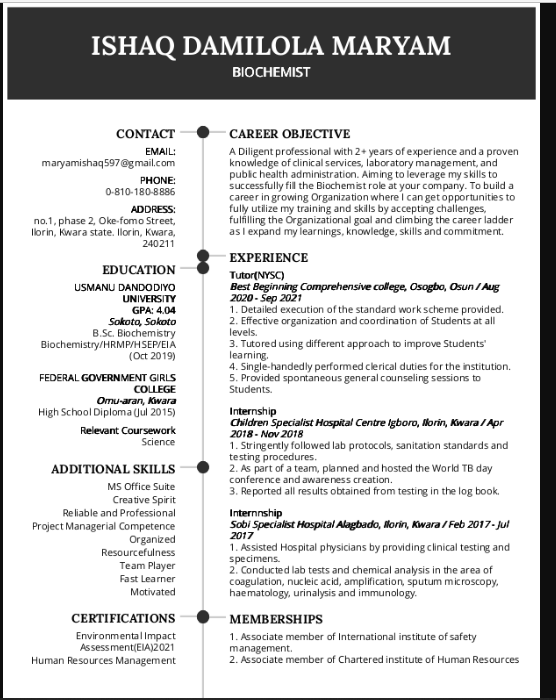 ISHAQ DAMILOLA MARYAM
BIOCHEMIST
CONTACT
EMAIL:
maryamishaq597@gmail.com
PHONE:
0-810-180-8886
ADDRESS:
no.1, phase 2, Oke-fomo Street,
Ilorin, Kwara state. Ilorin, Kwara,
240211
EDUCATION
USMANU DANDODIYO
UNIVERSITY
GPA: 4.04
Sokoto, Sokoto
B.Sc. Biochemistry
Biochemistry/HRMP/HSEP/EIA
(Oct 2019)
FEDERAL GOVERNMENT GIRLS
COLLEGE
Omu-aran, Kwara
High School Diploma (Jul 2015)
Relevant Coursework
Science
ADDITIONAL SKILLS
MS Office Suite
Creative Spirit
Reliable and Professional
Project Managerial Competence
Organized
Resourcefulness
Team Player
Fast Learner
Motivated
CERTIFICATIONS
Environmental Impact
Assessment(EIA)2021
Human Resources Management
CAREER OBJECTIVE
A Diligent professional with 2+ years of experience and a proven
knowledge of clinical services, laboratory management, and
public health administration. Aiming to leverage my skills to
successfully fill the Biochemist role at your company. To build a
career in growing Organization where I can get opportunities to
fully utilize my training and skills by accepting challenges,
fulfilling the Organizational goal and climbing the career ladder
as I expand my learnings, knowledge, skills and commitment.
EXPERIENCE
Tutor(NYSC)
Best Beginning Comprehensive college, Osogbo, Osun / Aug
2020 - Sep 2021
1. Detailed execution of the standard work scheme provided.
2. Effective organization and coordination of Students at all
levels.
3. Tutored using different approach to improve Students'
learning.
4. Single-handedly performed clerical duties for the institution.
5. Provided spontaneous general counseling sessions to
Students.
Internship
Children Specialist Hospital Centre Igboro, Ilorin, Kwara / Apr
2018 - Nov 2018
1. Stringently followed lab protocols, sanitation standards and
testing procedures.
2. As part of a team, planned and hosted the World TB day
conference and awareness creation.
3. Reported all results obtained from testing in the log book.
Internnship
Sobi Specialist Hospital Alagbado, Ilorin, Kwara / Feb 2017 - Jul
2017
1. Assisted Hospital physicians by providing clinical testing and
specimens.
2. Conducted lab tests and chemical analysis in the area of
coagulation, nucleic acid, amplification, sputum microscopy,
haematology, urinalysis and immunology.
MEMBERSHIPS
1. Associate member of International institute of safety
management.
2. Associate member of Chartered institute of Human Resources